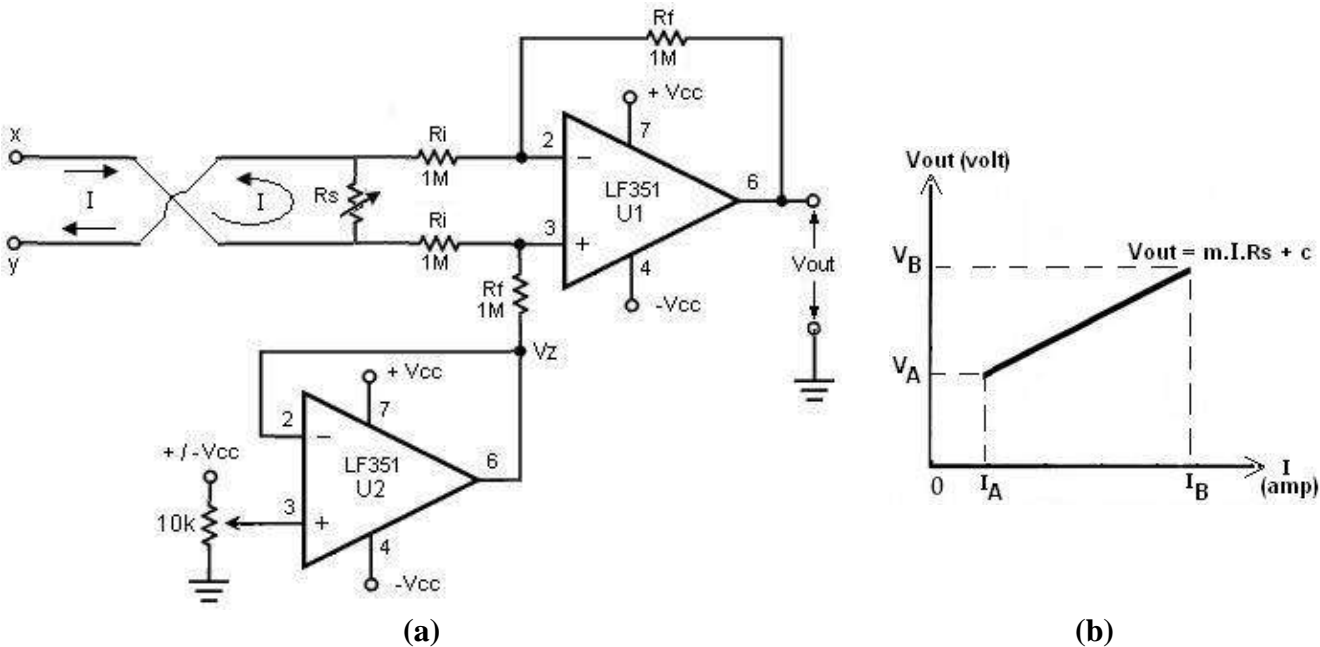 Rf
1M
+ Vcc
7
x
Ri
2
−
1M
I
I
Rs
LF351
U1
6
Ri
3
+
y
1M
4
Vout
Rf
1M
-Vcc
Vz
+ Vcc
7
2
−
+ / -Vcc
LF351
U2
6
10k
3
+
4
-Vcc
(a)
Vout (volt)
VB
Vout = m.I.Rs + c
VA
0
IA
IB
I
(amp)
(b)